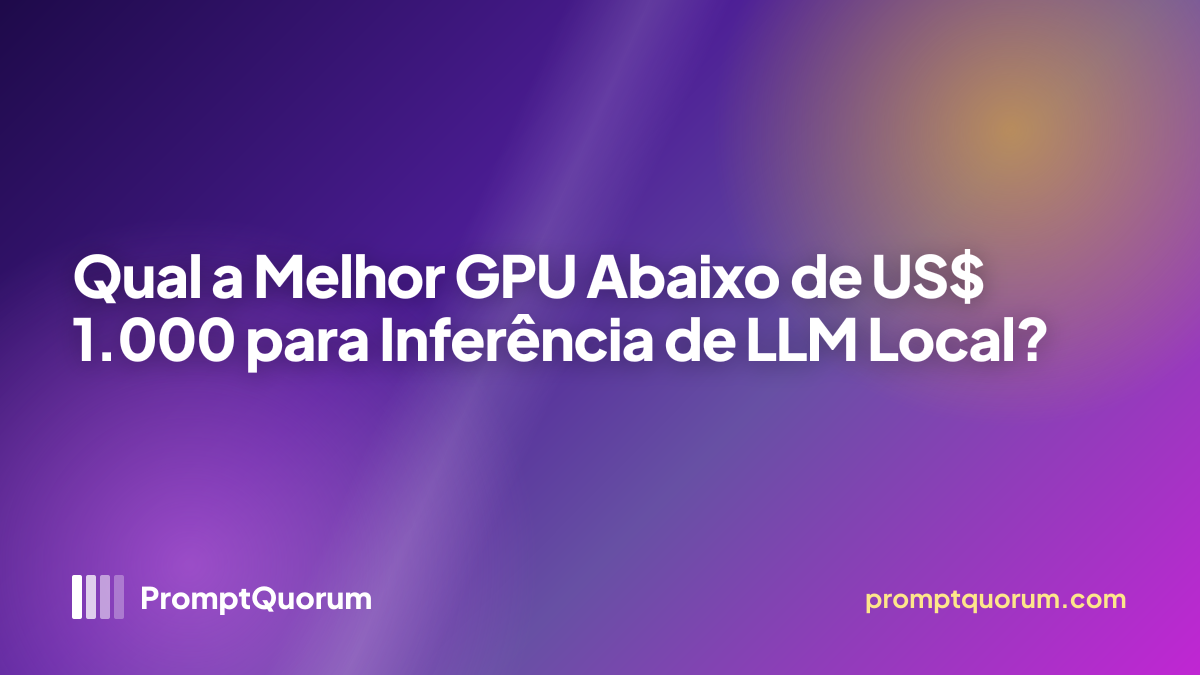 Qual a Melhor GPU Abaixo de US$
1.000 para Inferência de LLM Local?
PromptQuorum
promptquorum.com